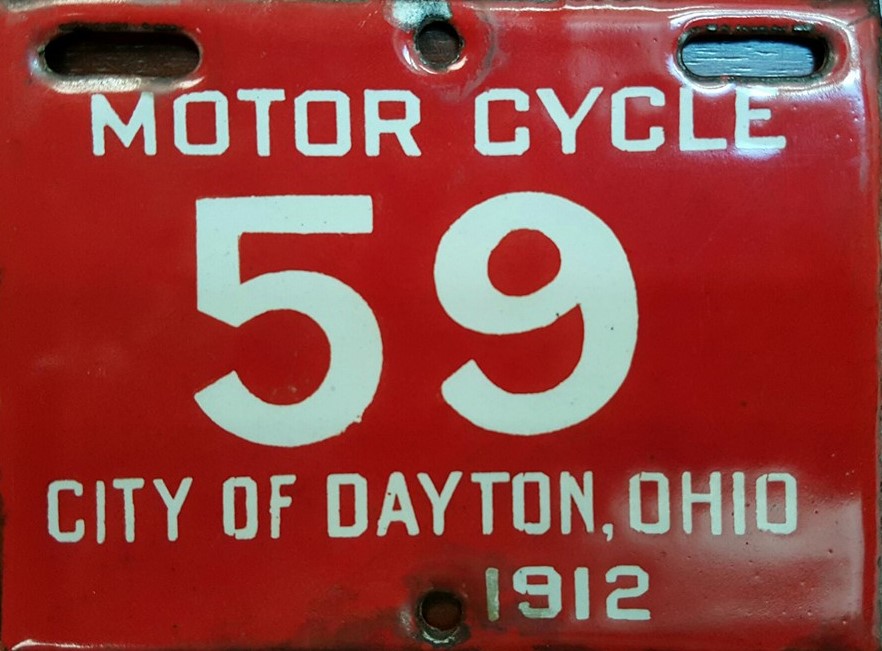 MOTOR CYCLE
59
CITY OF DAYTON, OHIO
1912